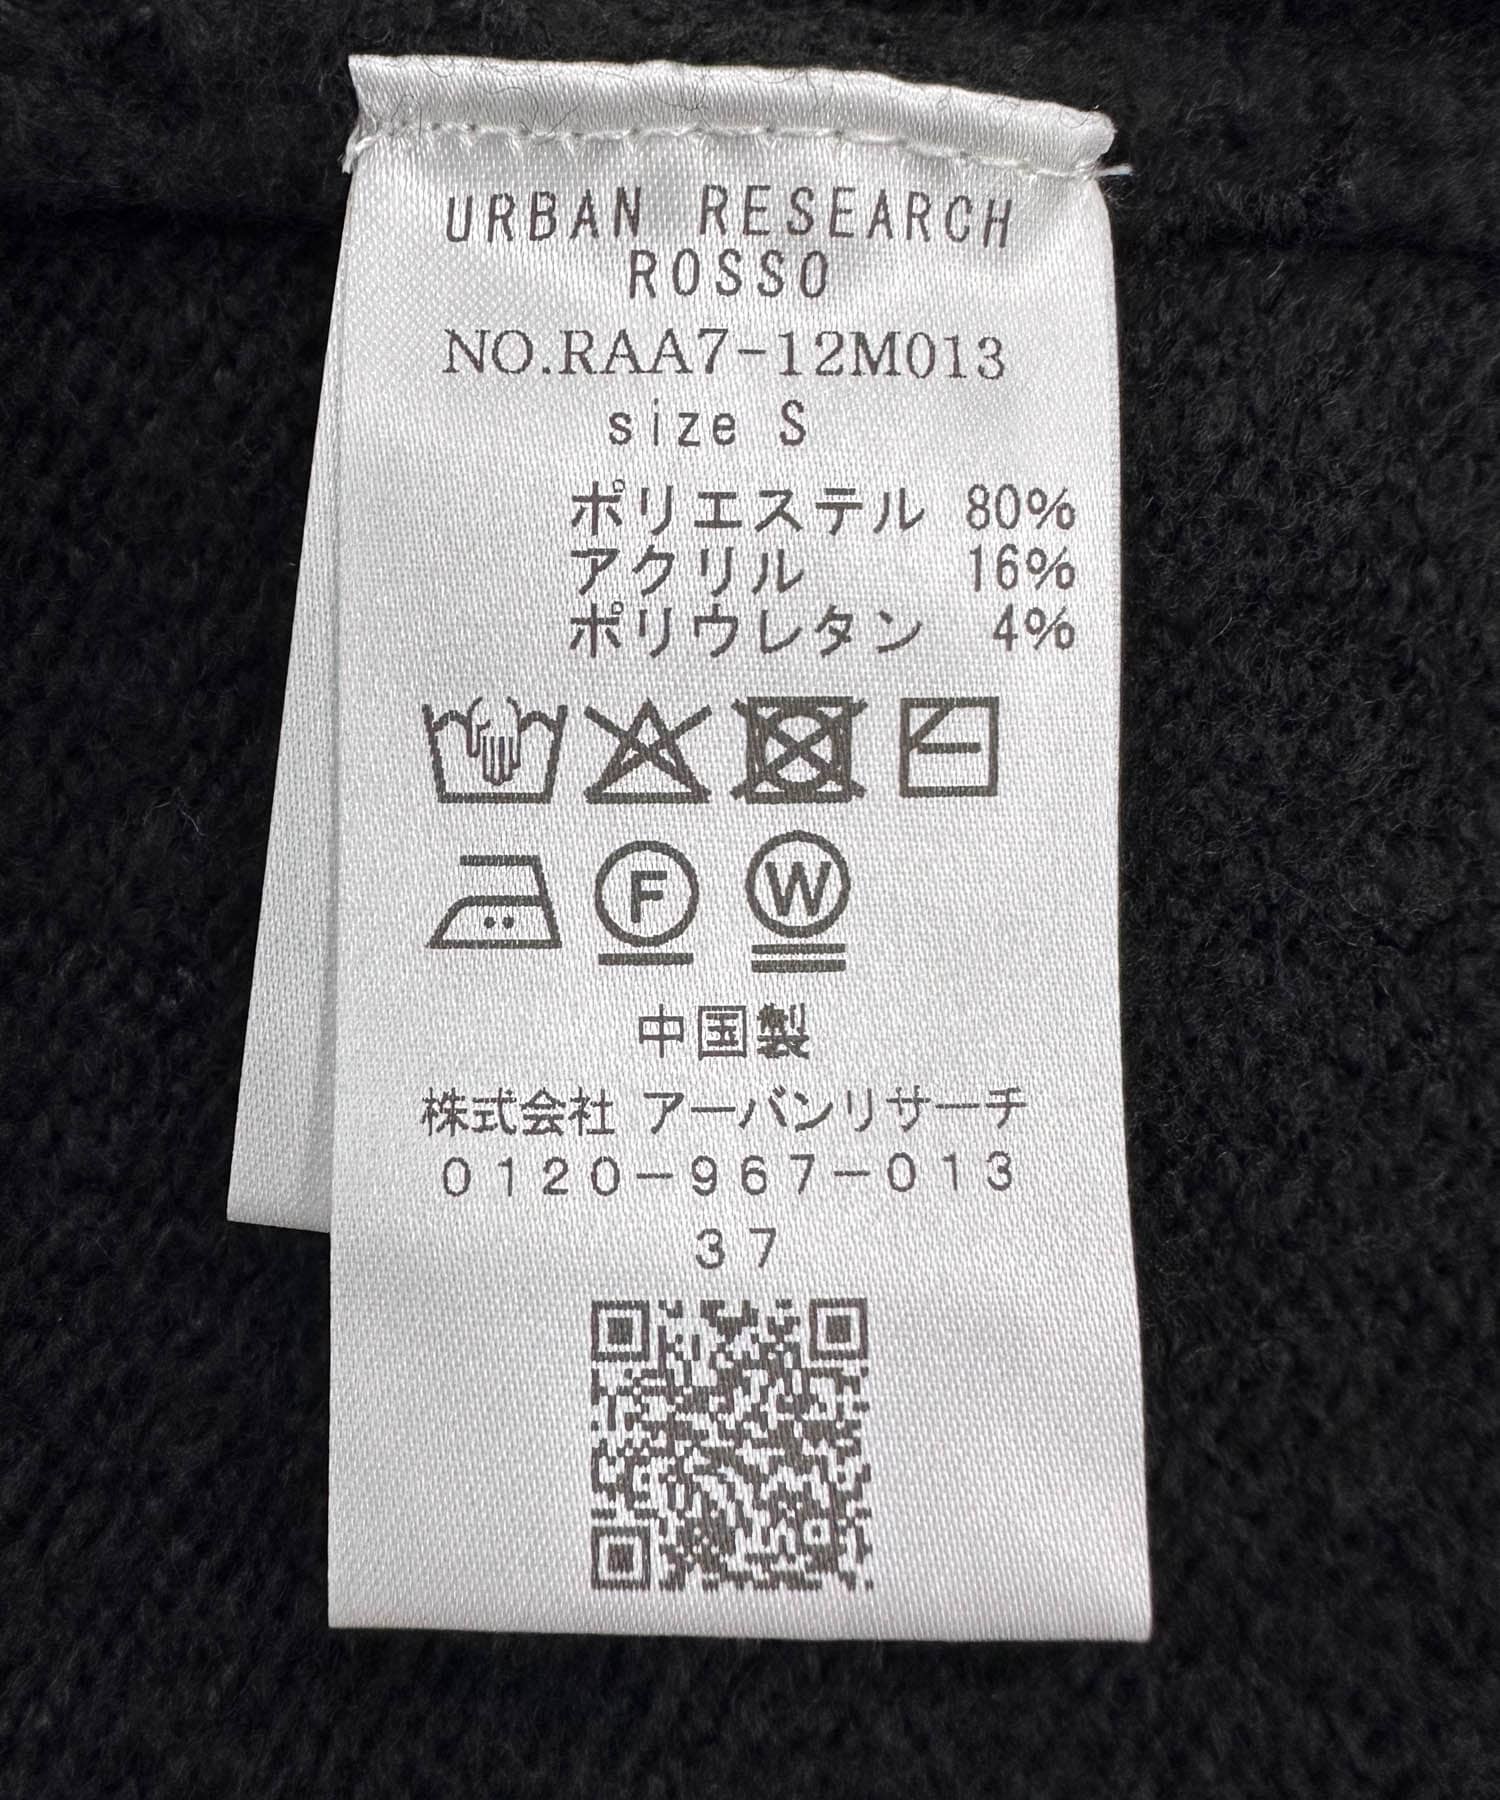 URBAN RESEARCH
ROSSO
NO.RAA7-12M013
size S
ポリエステル 80%
アクリル 16%
ポリウレタン 4%
F W
中国製
株式会社 アーバンリサーチ
0120-967-013
37